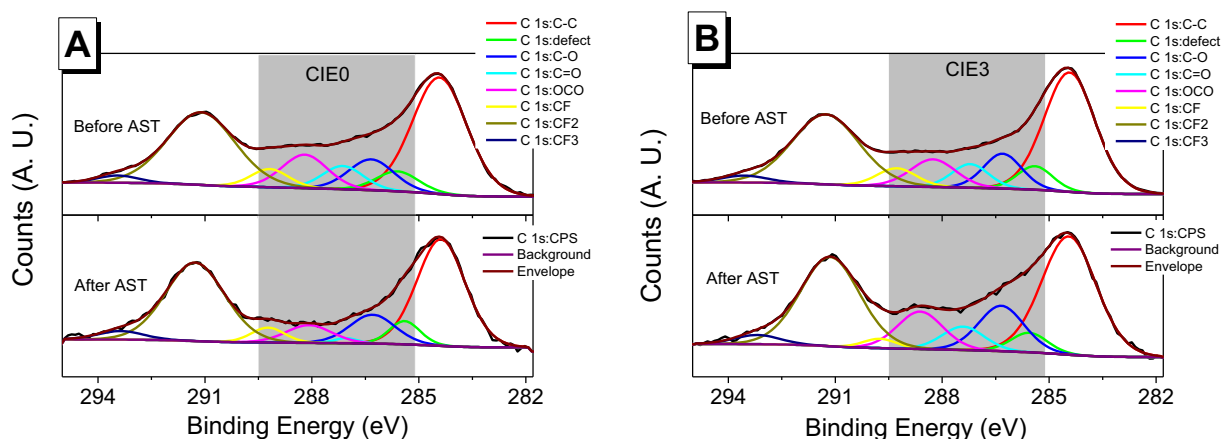 A
CIE0
Before AST
C 1s:C-C
C 1s:defect
C 1s:C-O
C 1s:C=O
C 1s:OCO
C 1s:CF
C 1s:CF2
C 1s:CF3
After AST
C 1s:CPS
Background
Envelope
Counts (A. U.)
294 291 288 285 282
Binding Energy (eV)
B
CIE3
Before AST
C 1s:C-C
C 1s:defect
C 1s:C-O
C 1s:C=O
C 1s:OCO
C 1s:CF
C 1s:CF2
C 1s:CF3
After AST
C 1s:CPS
Background
Envelope
Counts (A. U.)
294 291 288 285 282
Binding Energy (eV)